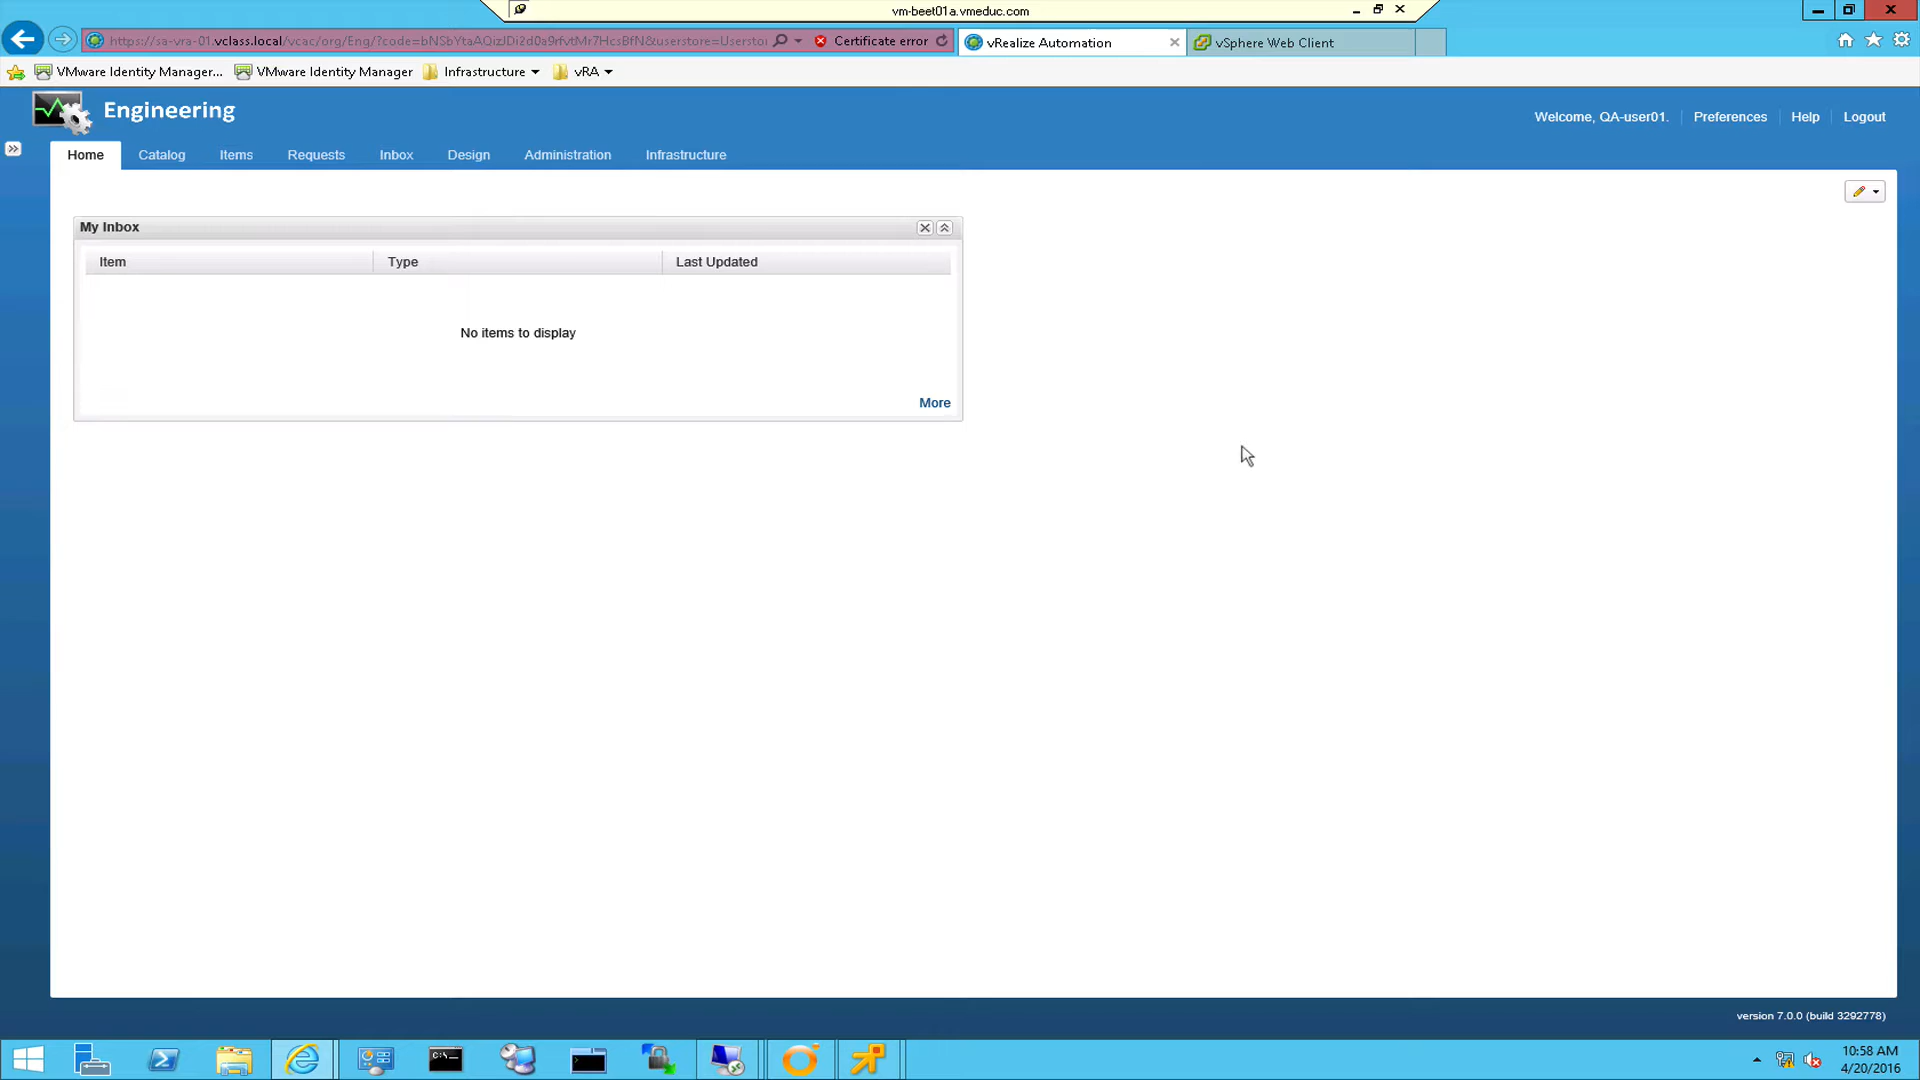 vm-beet01a.vmeduc.com
https://sa-vra-01.vclass.local/vcac/org/Eng/?code=
Certificate error
vRealize Automation
vSphere Web Client
VMware Identity Manager...
VMware Identity Manager
Infrastructure
vRA
Engineering
Welcome, QA-user01.
Preferences
Help
Logout
Home
Catalog
Items
Requests
Inbox
Design
Administration
Infrastructure
My Inbox
Item
Type
Last Updated
No items to display
More
version 7.0.0 (build 3292778)
10:58 AM
4/20/2016